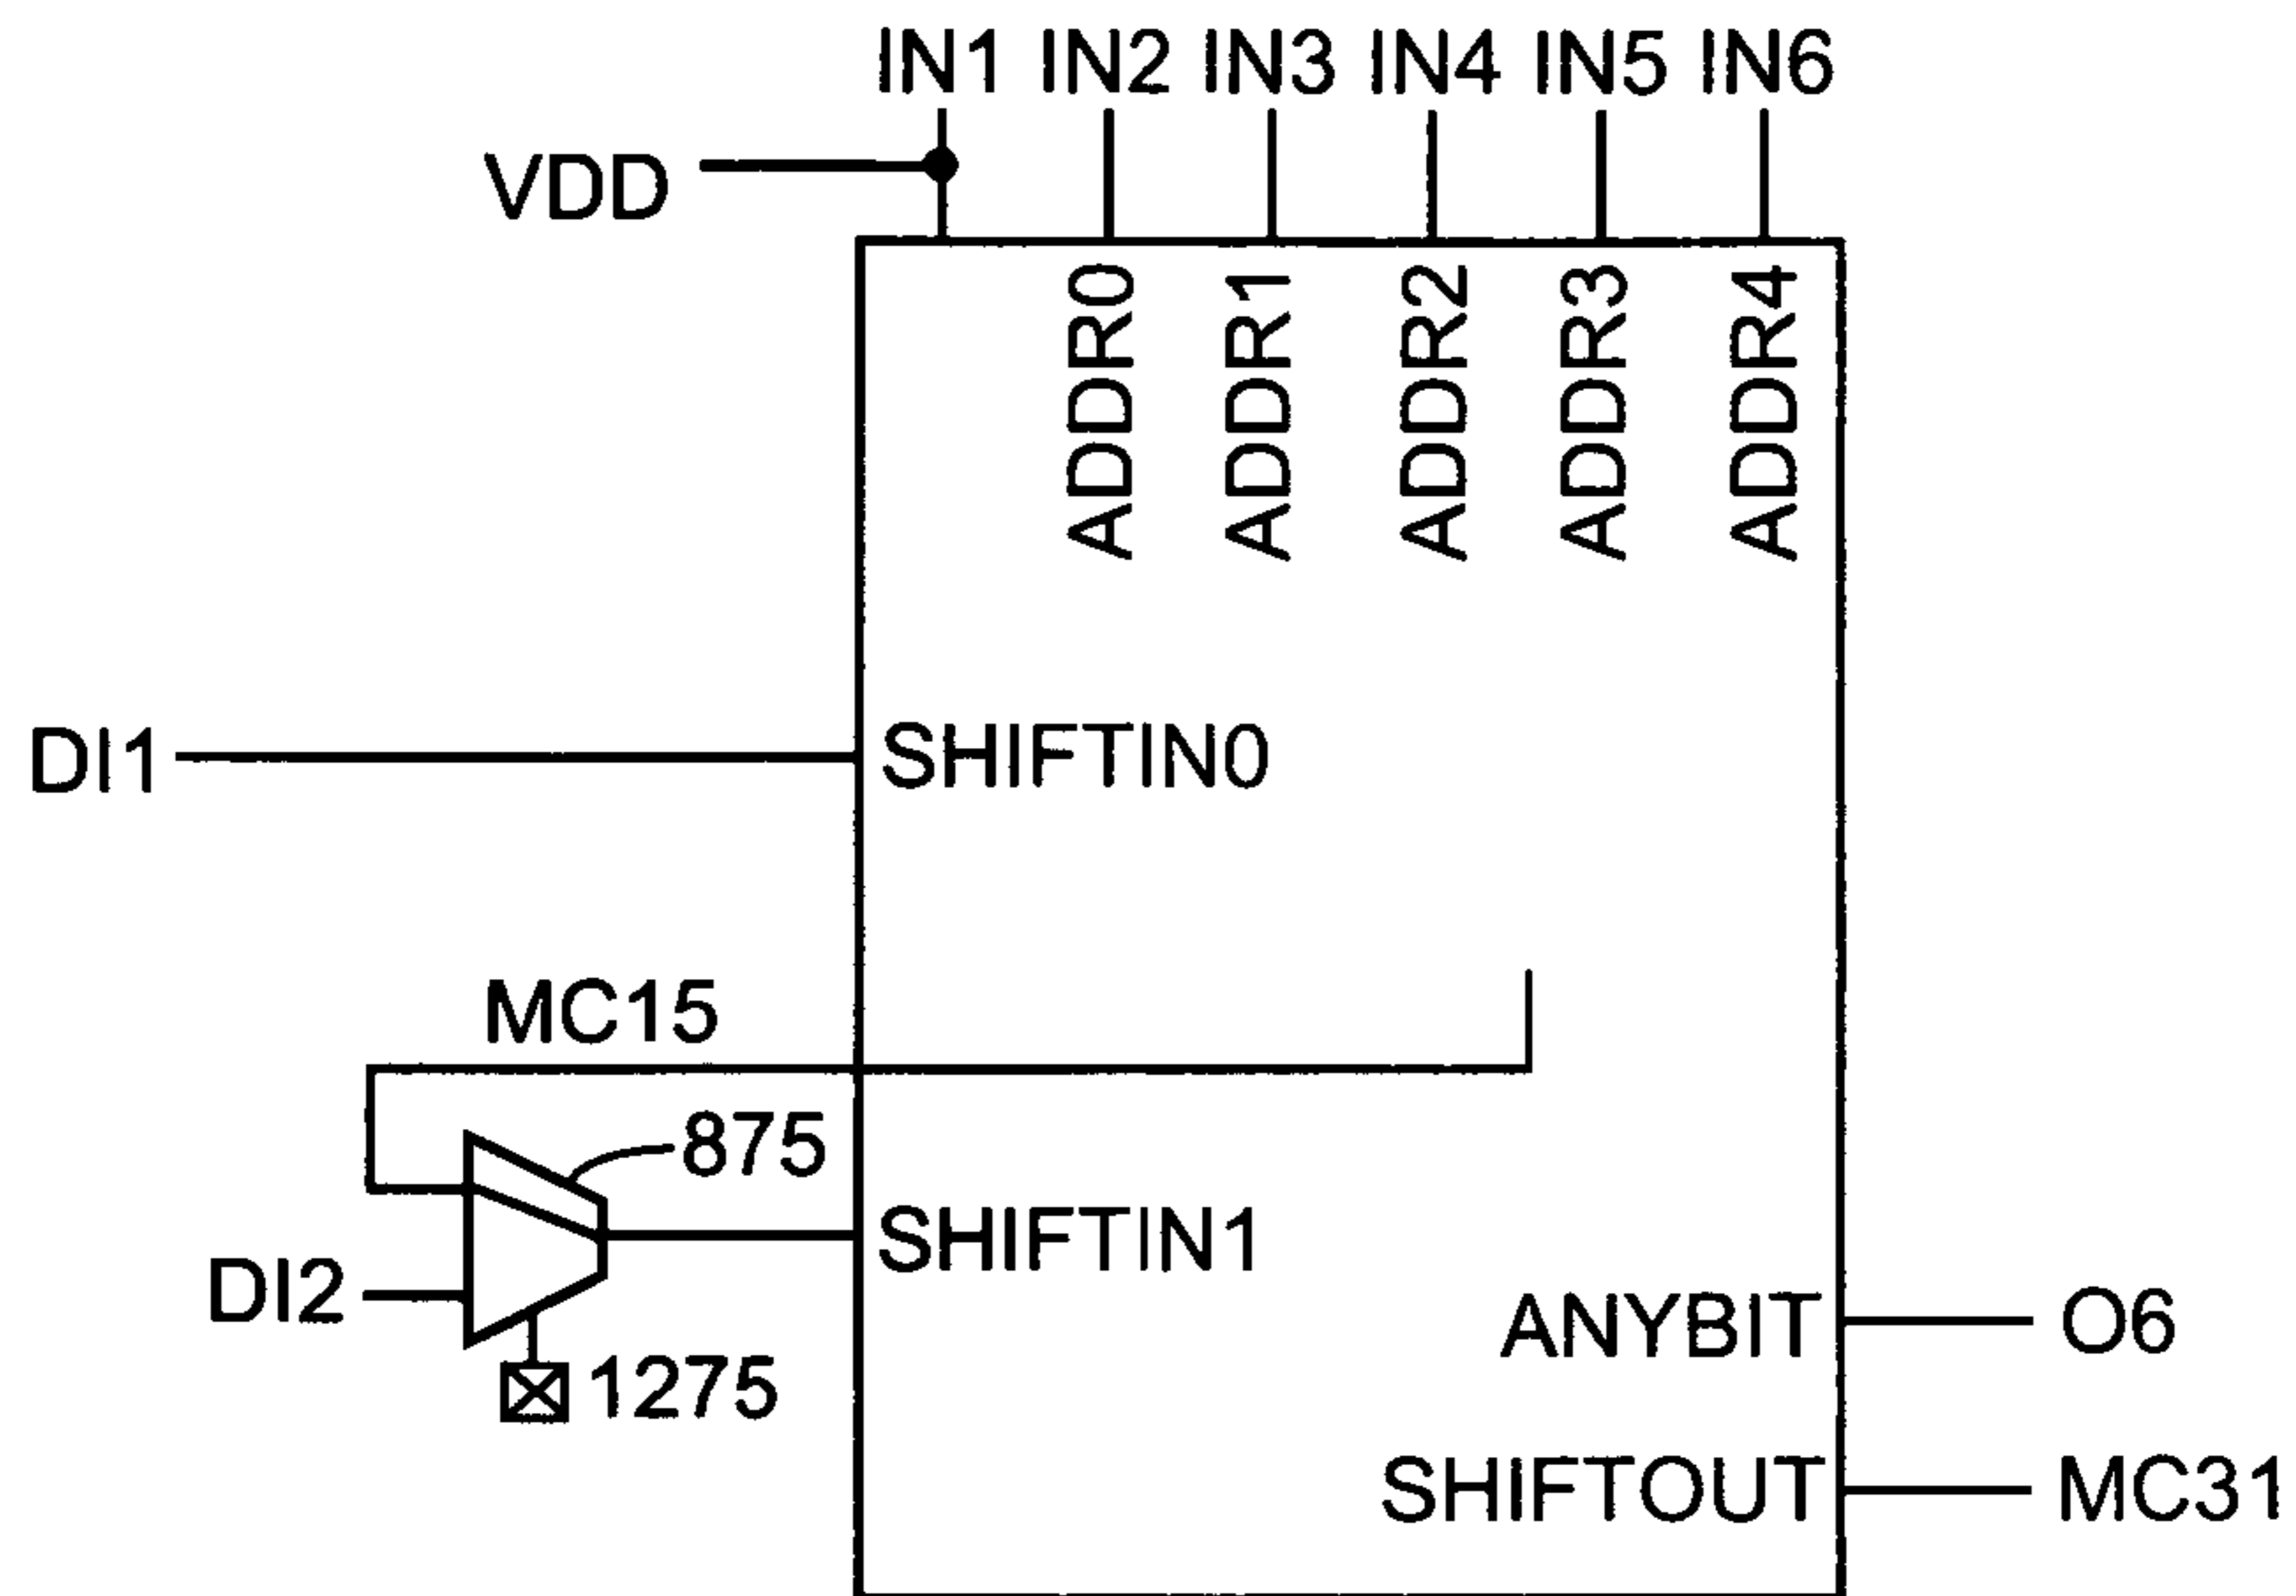 IN1 IN2 IN3 IN4 IN5 IN6
VDD
ADDR0
ADDR1
ADDR2
ADDR3
ADDR4
DI1
SHIFTIN0
MC15
875
SHIFTIN1
DI2
ANYBIT
O6
1275
SHIFTOUT
MC31